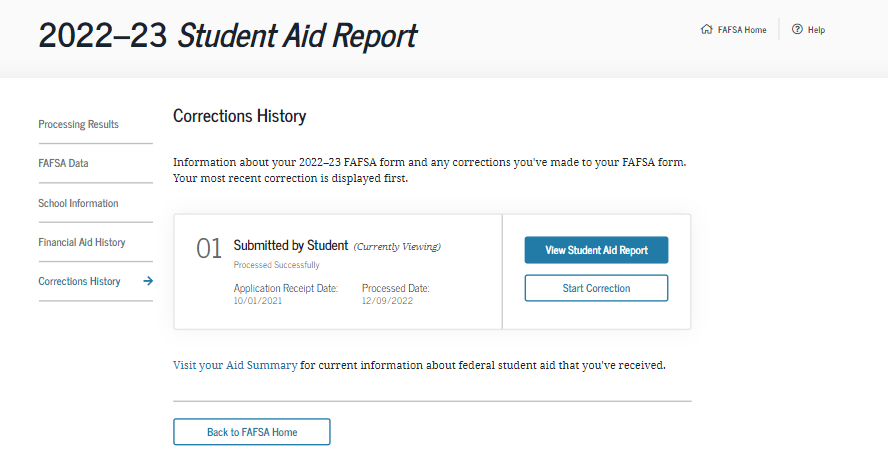 2022–23 Student Aid Report
FAFSA Home
Help
Processing Results
FAFSA Data
School Information
Financial Aid History
Corrections History
Corrections History
Information about your 2022–23 FAFSA form and any corrections you've made to your FAFSA form.
Your most recent correction is displayed first.
01
Submitted by Student (Currently Viewing)
Processed Successfully
Application Receipt Date: Processed Date:
10/01/2021 12/09/2022
View Student Aid Report
Start Correction
Visit your Aid Summary for current information about federal student aid that you've received.
Back to FAFSA Home